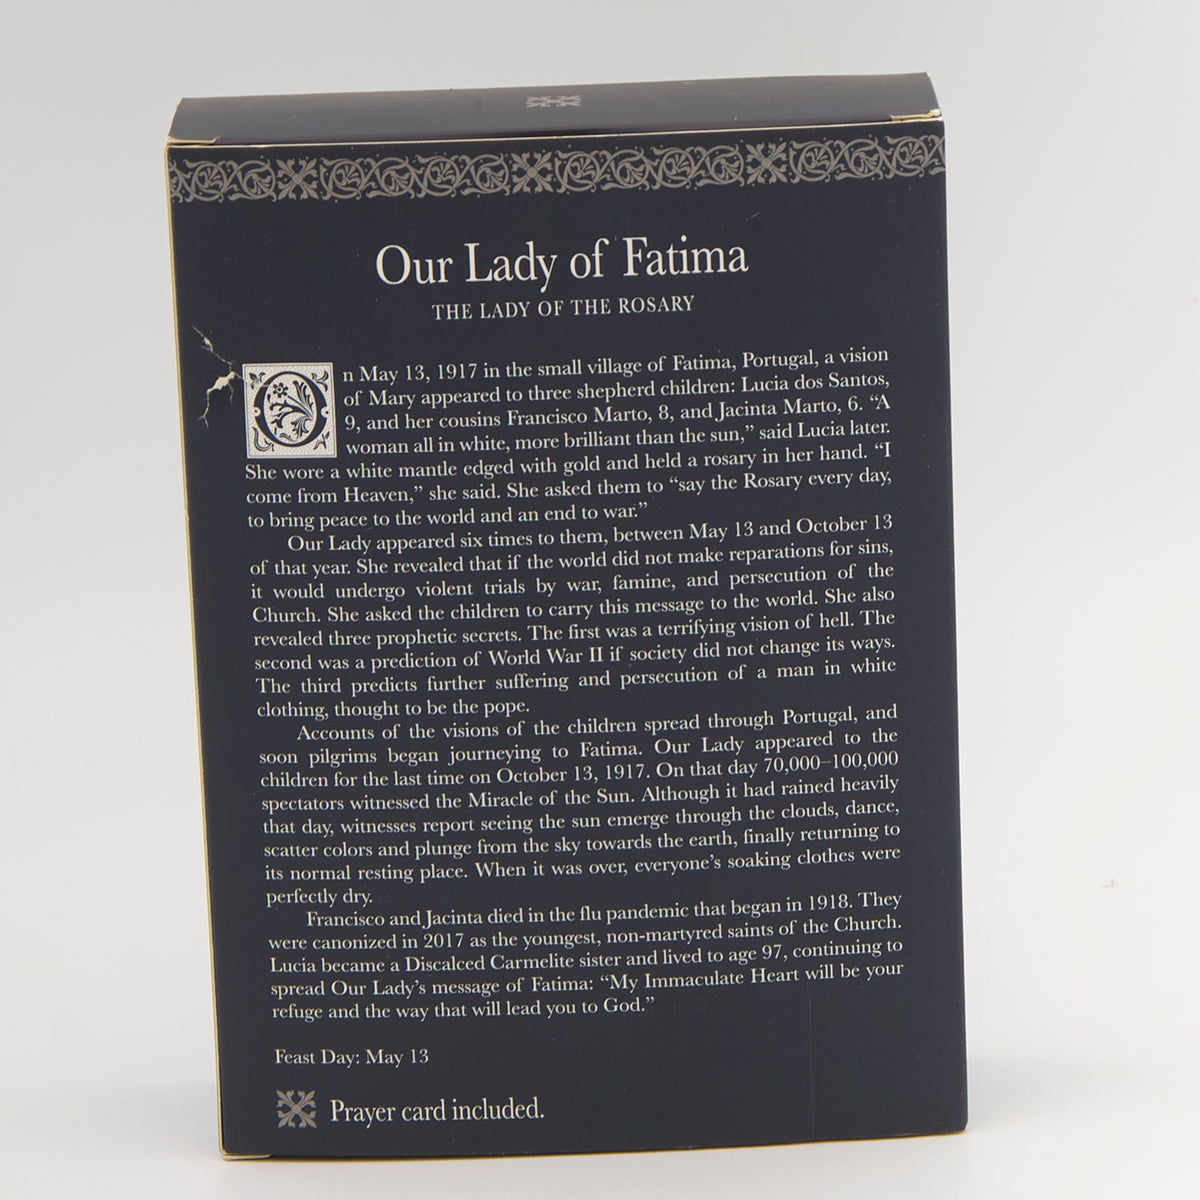 Our Lady of Fatima
THE LADY OF THE ROSARY
On May 13, 1917 in the small village of Fatima, Portugal, a vision
of Mary appeared to three shepherd children: Lucia dos Santos,
9, and her cousins Francisco Marto, 8, and Jacinta Marto, 6. “A
woman all in white, more brilliant than the sun,” said Lucia later.
She wore a white mantle edged with gold and held a rosary in her hand. “I
come from Heaven,” she said. She asked them to “say the Rosary every day,
to bring peace to the world and an end to war.”
Our Lady appeared six times to them, between May 13 and October 13
of that year. She revealed that if the world did not make reparations for sins,
it would undergo violent trials by war, famine, and persecution of the
Church. She asked the children to carry this message to the world. She also
revealed three prophetic secrets. The first was a terrifying vision of hell. The
second was a prediction of World War II if society did not change its ways.
The third predicts further suffering and persecution of a man in white
clothing, thought to be the pope.
Accounts of the visions of the children spread through Portugal, and
soon pilgrims began journeying to Fatima. Our Lady appeared to the
children for the last time on October 13, 1917. On that day 70,000–100,000
spectators witnessed the Miracle of the Sun. Although it had rained heavily
that day, witnesses report seeing the sun emerge through the clouds, dance,
scatter colors and plunge from the sky towards the earth, finally returning to
its normal resting place. When it was over, everyone’s soaking clothes were
perfectly dry.
Francisco and Jacinta died in the flu pandemic that began in 1918. They
were canonized in 2017 as the youngest, non-martyred saints of the Church.
Lucia became a Discalced Carmelite sister and lived to age 97, continuing to
spread Our Lady’s message of Fatima: “My Immaculate Heart will be your
refuge and the way that will lead you to God.”
Feast Day: May 13
Prayer card included.